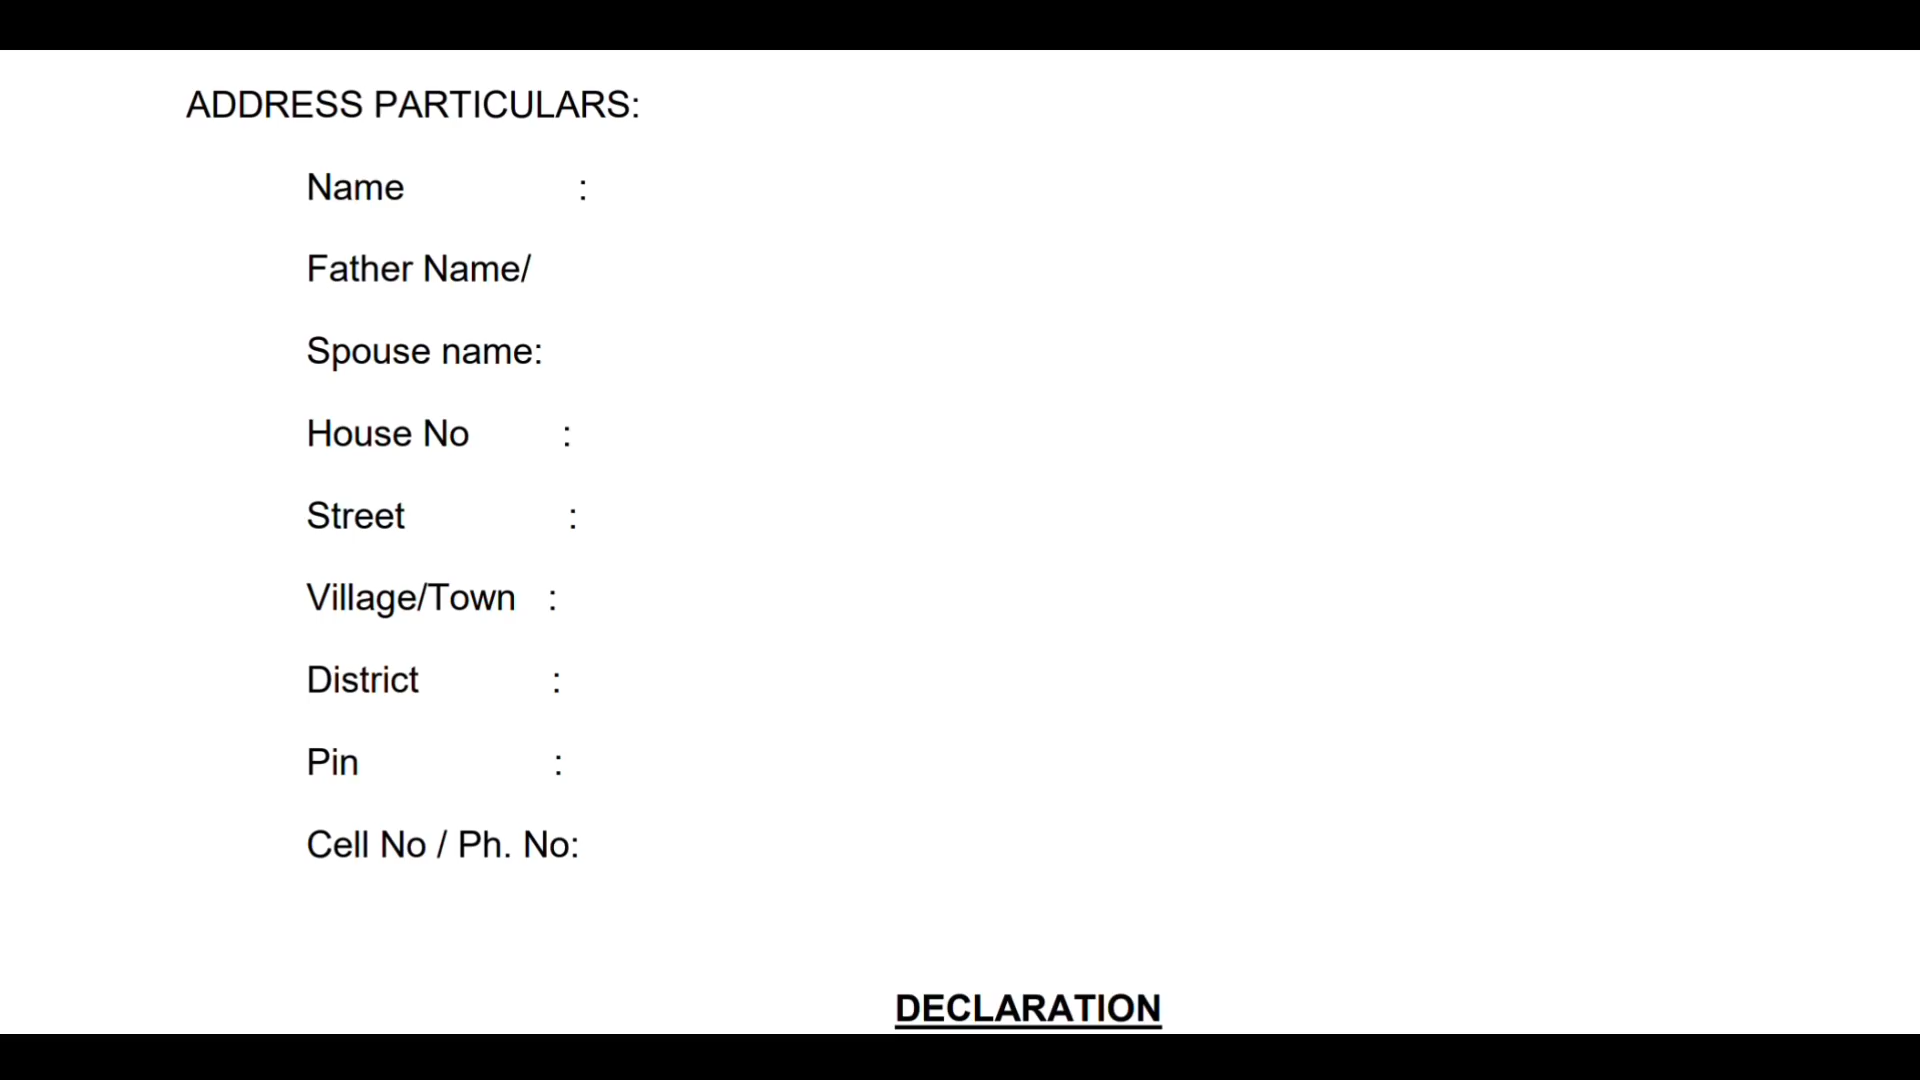 ADDRESS PARTICULARS:
Name :
Father Name/
Spouse name:
House No :
Street :
Village/Town :
District :
Pin :
Cell No / Ph. No:
DECLARATION